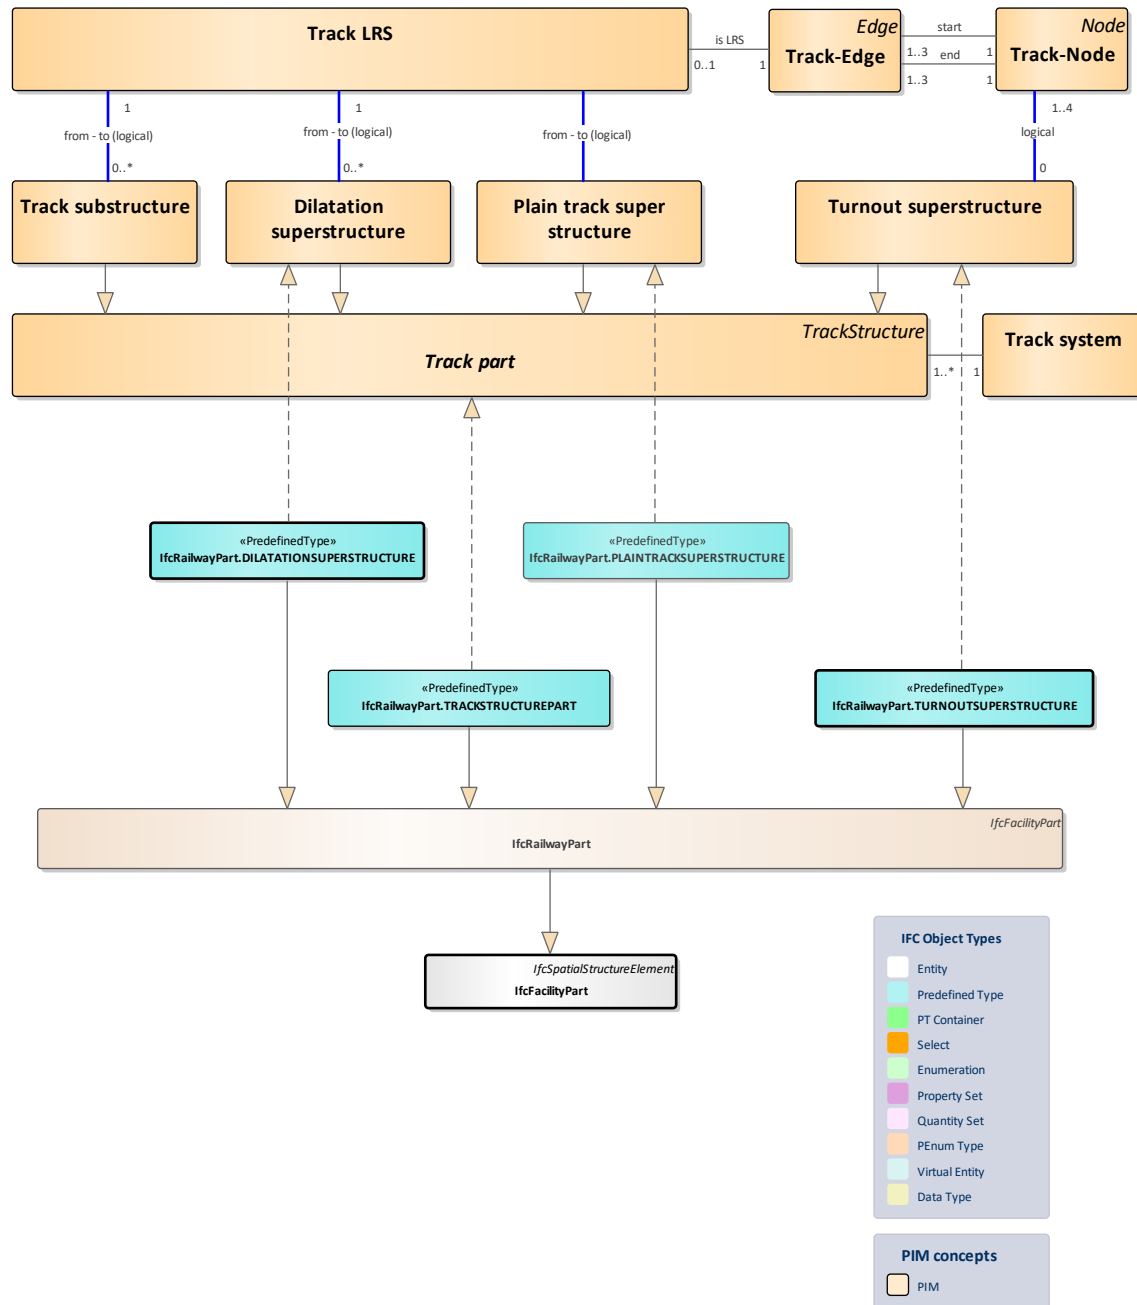 Edge
Node
Track LRS
is LRS
Track-Edge
start
end
Track-Node
0..1
1
1..3
1
1..3
1
1
1
1..4
from - to (logical)
from - to (logical)
from - to (logical)
logical
0..*
0..*
0
Track substructure
Dilatation
superstructure
Plain track super
structure
Turnout superstructure
TrackStructure
Track part
Track system
1..*
1
«PredefinedType»
IfcRailwayPart.DILATATIONSUPERSTRUCTURE
«PredefinedType»
IfcRailwayPart.PLAINTRACKSUPERSTRUCTURE
«PredefinedType»
IfcRailwayPart.TRACKSTRUCTUREPART
«PredefinedType»
IfcRailwayPart.TURNOUTSUPERSTRUCTURE
IfcFacilityPart
IfcRailwayPart
IfcSpatialStructureElement
IfcFacilityPart
IFC Object Types
Entity
Predefined Type
PT Container
Select
Enumeration
Property Set
Quantity Set
PEnum Type
Virtual Entity
Data Type
PIM concepts
PIM